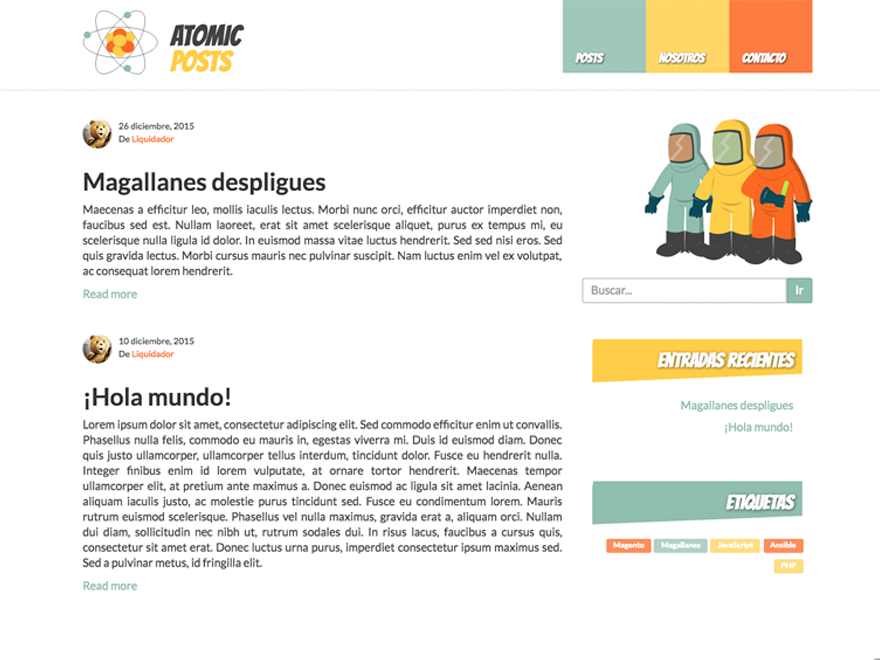 ATOMIC
POSTS
POSTS
NOSOTROS
CONTACTO
26 diciembre, 2015
De Liquidador
Magallanes despligues
Maecenas a efficitur leo, mollis iaculis lectus. Morbi nunc orci, efficitur auctor imperdiet non,
faucibus sed est. Nullam laoreet, erat sit amet scelerisque aliquet, purus ex tempus mi, eu
scelerisque nulla ligula id dolor. In euismod massa vitae luctus hendrerit. Sed sed nisi eros. Sed
quis gravida lectus. Morbi cursus mauris nec pulvinar suscipit. Nam luctus enim vel ex volutpat,
ac consequat lorem hendrerit.
Read more
10 diciembre, 2015
De Liquidador
¡Hola mundo!
Lorem ipsum dolor sit amet, consectetur adipiscing elit. Sed commodo efficitur enim ut convallis.
Phasellus nulla felis, commodo eu mauris in, egestas viverra mi. Duis id euismod diam. Donec
quis justo ullamcorper, ullamcorper tellus interdum, tincidunt dolor. Fusce eu hendrerit nulla.
Integer finibus enim id lorem vulputate, at ornare tortor hendrerit. Maecenas tempor
ullamcorper elit, at pretium ante maximus a. Donec euismod ac ligula sit amet lacinia. Aenean
aliquam iaculis justo, ac molestie purus tincidunt sed. Fusce eu condimentum lorem. Mauris
rutrum euismod scelerisque. Phasellus vel nulla maximus, gravida erat a, aliquam orci. Nullam
dui diam, sollicitudin nec nibh ut, rutrum sodales dui. In risus lacus, faucibus a cursus quis,
consectetur sit amet erat. Donec luctus urna purus, imperdiet consectetur ipsum maximus sed.
Sed a pulvinar metus, id fringilla elit.
Read more
Buscar...
Ir
ENTRADAS RECIENTES
Magallanes despligues
¡Hola mundo!
ETIQUETAS
Magento Magallanes JavaScript Ansible
PHP